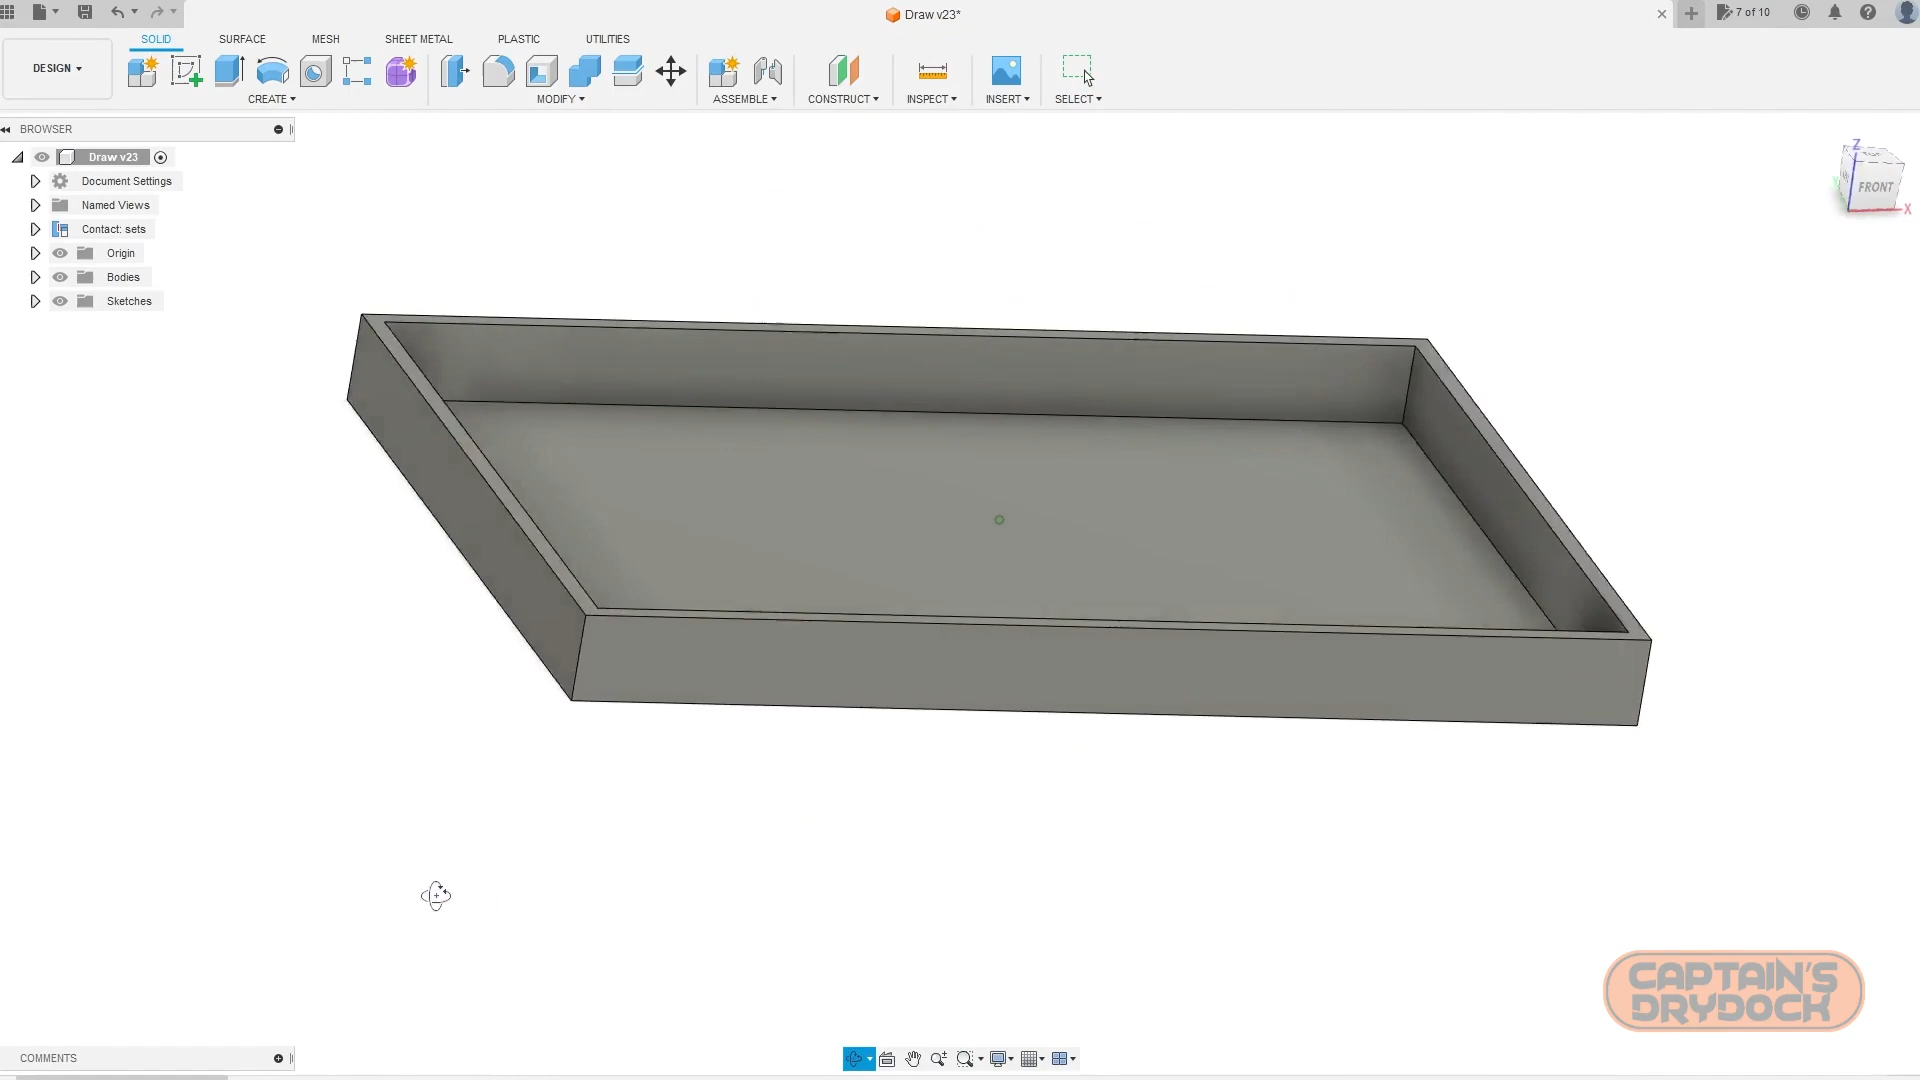 Draw v23*
7 of 10
SOLID
SURFACE
MESH
SHEET METAL
PLASTIC
UTILITIES
DESIGN
CREATE
MODIFY
ASSEMBLE
CONSTRUCT
INSPECT
INSERT
SELECT
BROWSER
Draw v23
Document Settings
Named Views
Contact: sets
Origin
Bodies
Sketches
Z
TOP
FRONT
X
CAPTAIN'S
DRYDOCK
COMMENTS